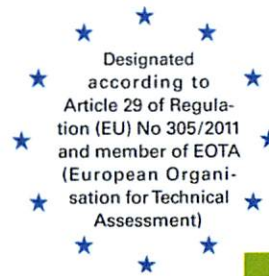 Designated
according to
Article 29 of Regula-
tion (EU) No 305/2011
and member of EOTA
(European Organi-
sation for Technical
Assessment)